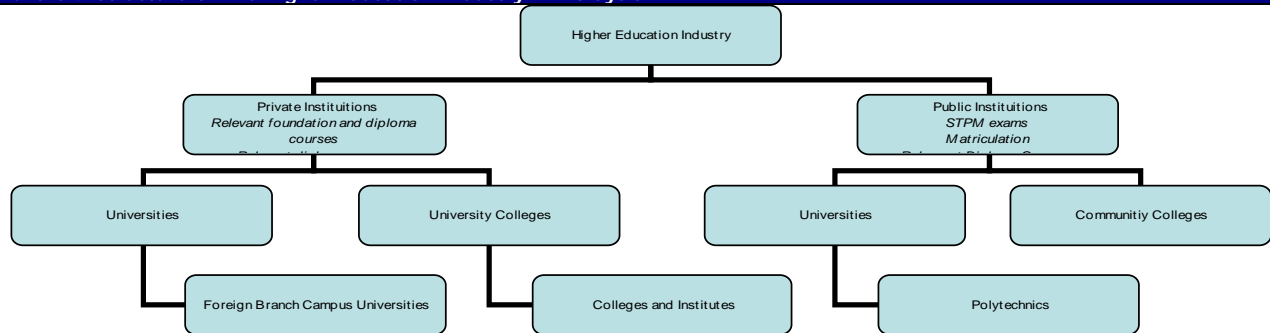 Higher Education Industry
Private Instituitions
Relevant foundation and diploma
courses
Public Instituitions
STPM exams
Matriculation
Universities
University Colleges
Universities
Communitiy Colleges
Foreign Branch Campus Universities
Colleges and Institutes
Polytechnics